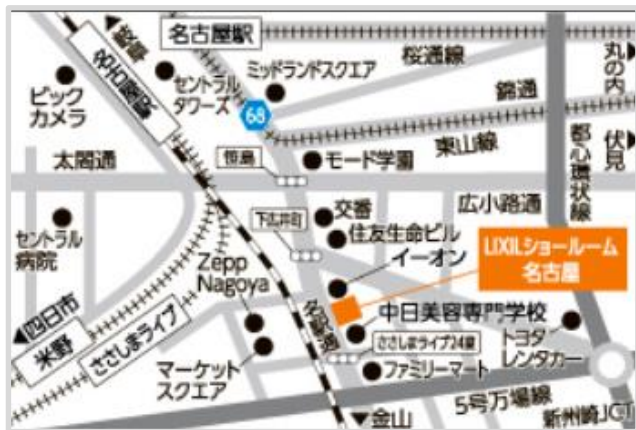 名古屋駅
岐阜
名古屋駅
ビック
カメラ
セントラル
タワーズ
ミッドランドスクエア
桜通線
丸の内
錦通
68
東山線
伏見
太閤通
笹島
モード学園
都心環状線
広小路通
交番
下広井町
住友生命ビル
イーオン
LIXILショールーム
名古屋
セントラル
病院
Zepp
Nagoya
名駅通
中日美容専門学校
四日市
米野
ささしまライブ
ささしまライブ24東
トヨタ
レンタカー
マーケット
スクエア
ファミリーマート
5号万場線
新州崎JCT
金山